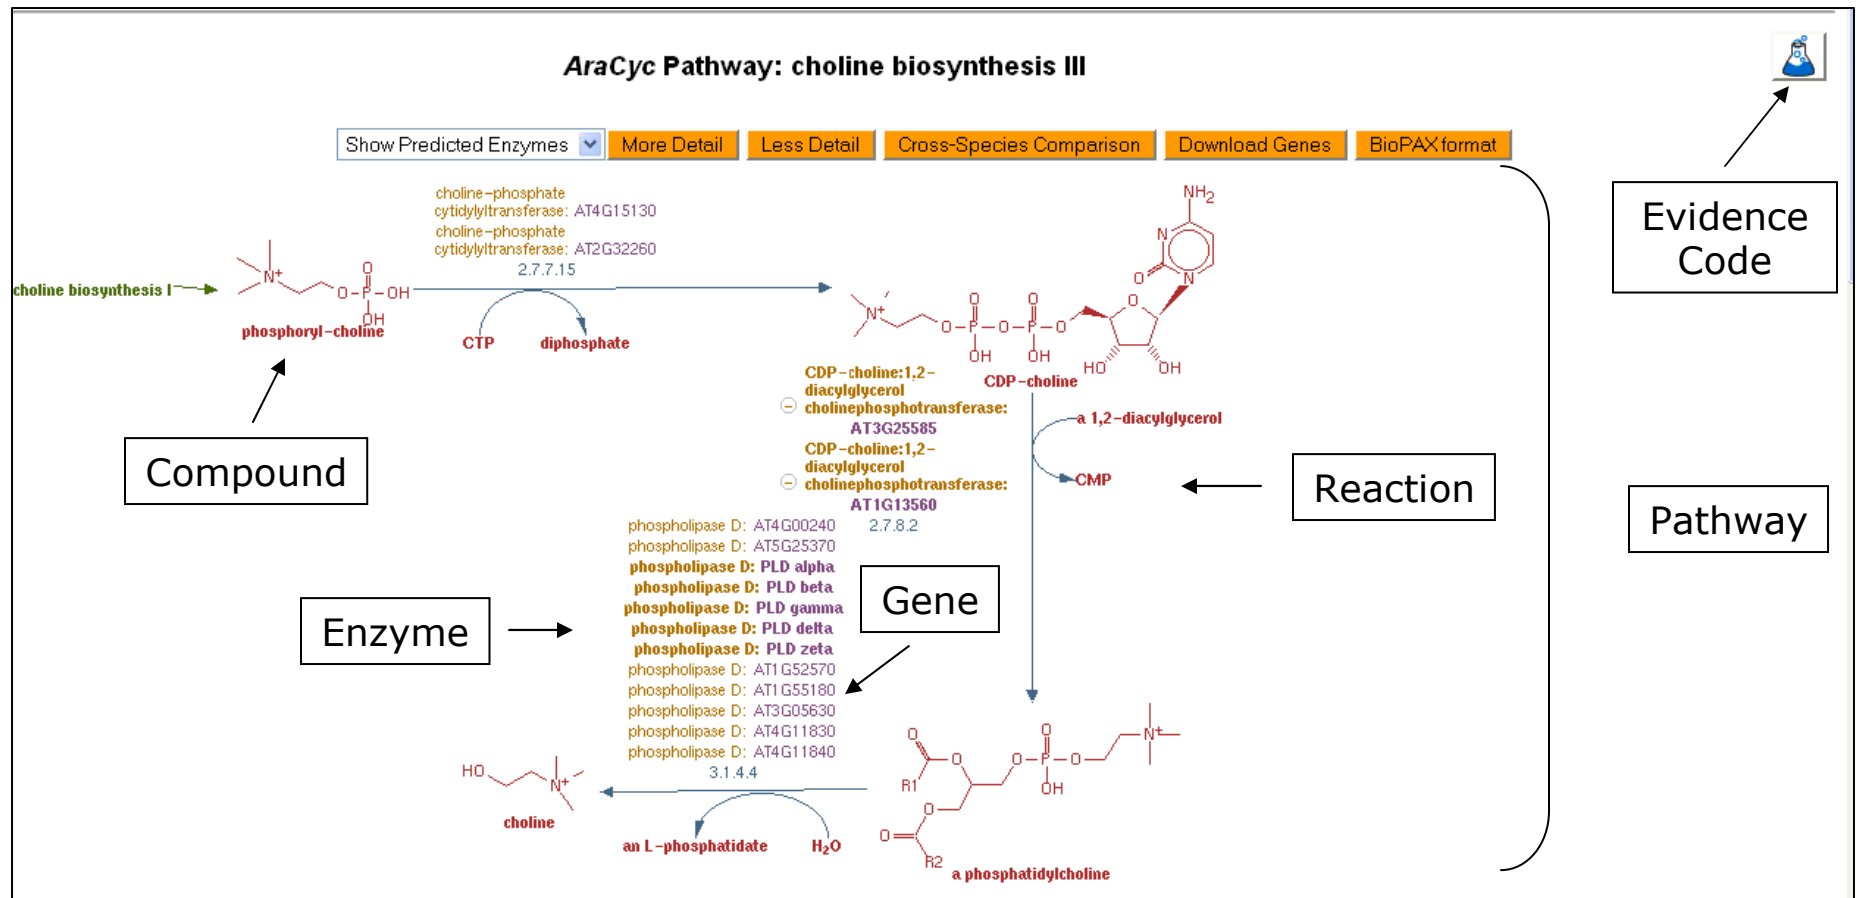 AraCyc Pathway: choline biosynthesis III
Show Predicted Enzymes
More Detail
Less Detail
Cross-Species Comparison
Download Genes
BioPAX format
Evidence
Code
choline-phosphate
cytidylyltransferase: AT4G15130
choline-phosphate
cytidylyltransferase: AT2G32260
2.7.7.15
choline biosynthesis I
N+
O
O-P-OH
OH
phosphoryl-choline
CTP
diphosphate
NH2
N
O
N
O
N+
O
O
O-P-O-P-O
OH
OH
HO
OH
CDP-choline
Compound
CDP-choline:1,2-
diacylglycerol
cholinephosphotransferase:
AT3G25585
CDP-choline:1,2-
diacylglycerol
cholinephosphotransferase:
AT1G13560
2.7.8.2
a 1,2-diacylglycerol
CMP
Reaction
Pathway
phospholipase D: AT4G00240
phospholipase D: AT5G25370
phospholipase D: PLD alpha
phospholipase D: PLD beta
phospholipase D: PLD gamma
phospholipase D: PLD delta
phospholipase D: PLD zeta
phospholipase D: AT1G52570
phospholipase D: AT1G55180
phospholipase D: AT3G05630
phospholipase D: AT4G11830
phospholipase D: AT4G11840
3.1.4.4
Enzyme
Gene
HO
N+
choline
an L-phosphatidate
H2O
O
O
R1
O
O-P-O
OH
N+
O
O
R2
a phosphatidylcholine